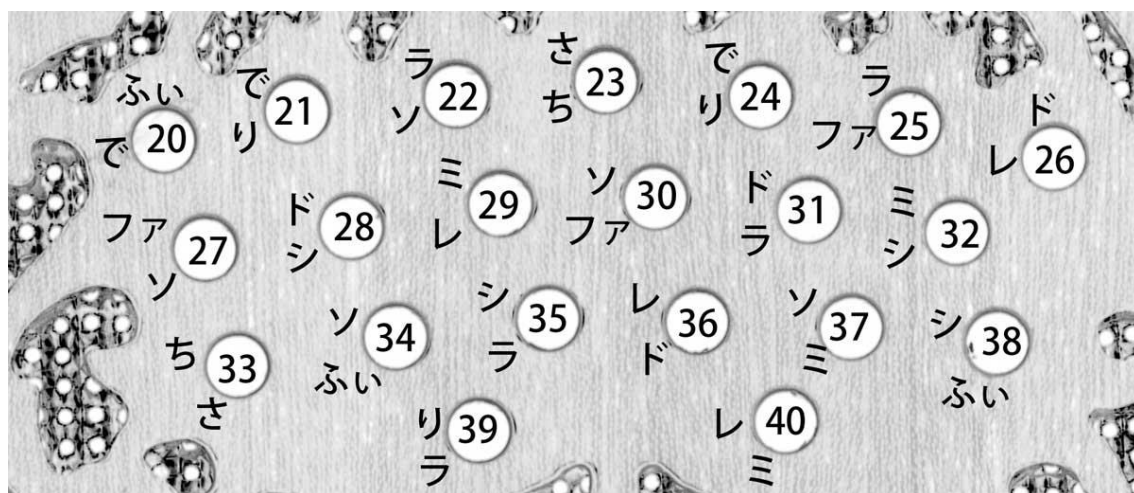 ふぃ
で 20
で
り 21
ラ
ソ 22
さ
ち 23
で
り 24
ラ
ファ 25
ド
レ 26
ファ
ソ 27
ド
シ 28
ミ
レ 29
ソ
ファ 30
ド
ラ 31
ミ
シ 32
ち
さ 33
ソ
ふぃ 34
シ
ラ 35
レ
ド 36
ソ
ミ 37
シ
ふぃ 38
り
ラ 39
レ
ミ 40